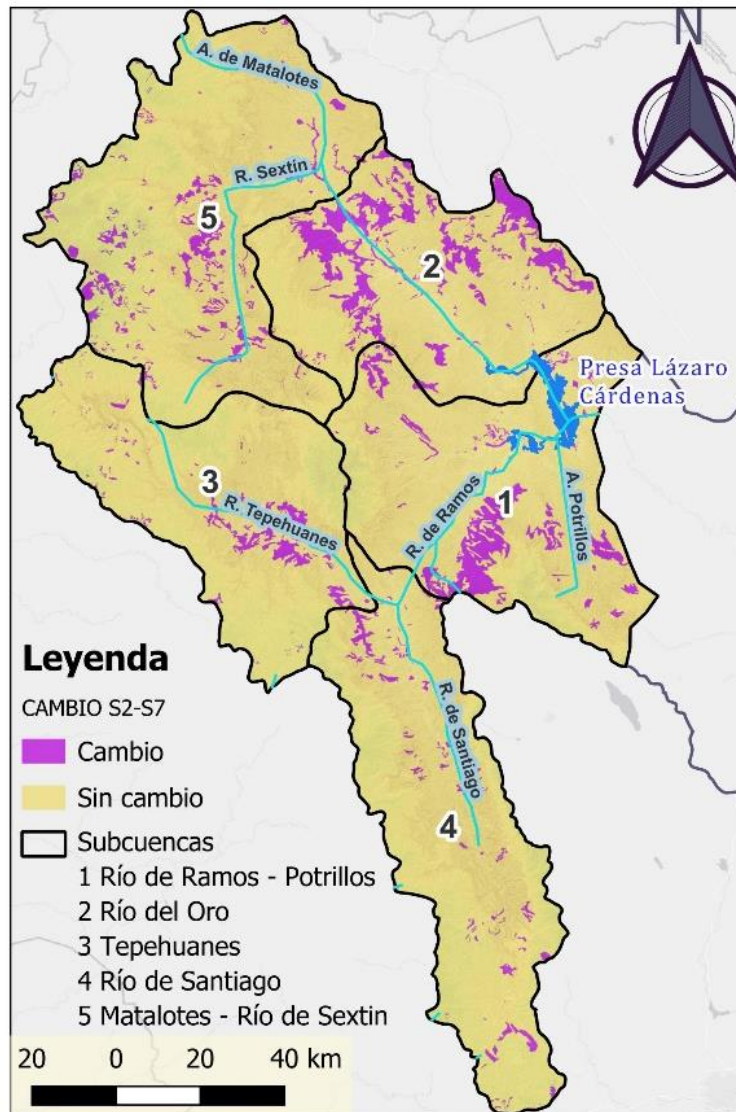 N
A. de Matalotes
R. Sextín
5
2
Presa Lázaro
Cárdenas
3
R. Tepehuanes
R. de Ramos
1
A. Potrillos
R. de Santiago
4
Leyenda
CAMBIO S2-S7
Cambio
Sin cambio
Subcuencas
1 Río de Ramos - Potrillos
2 Río del Oro
3 Tepehuanes
4 Río de Santiago
5 Matalotes - Río de Sextin
20 0 20 40 km